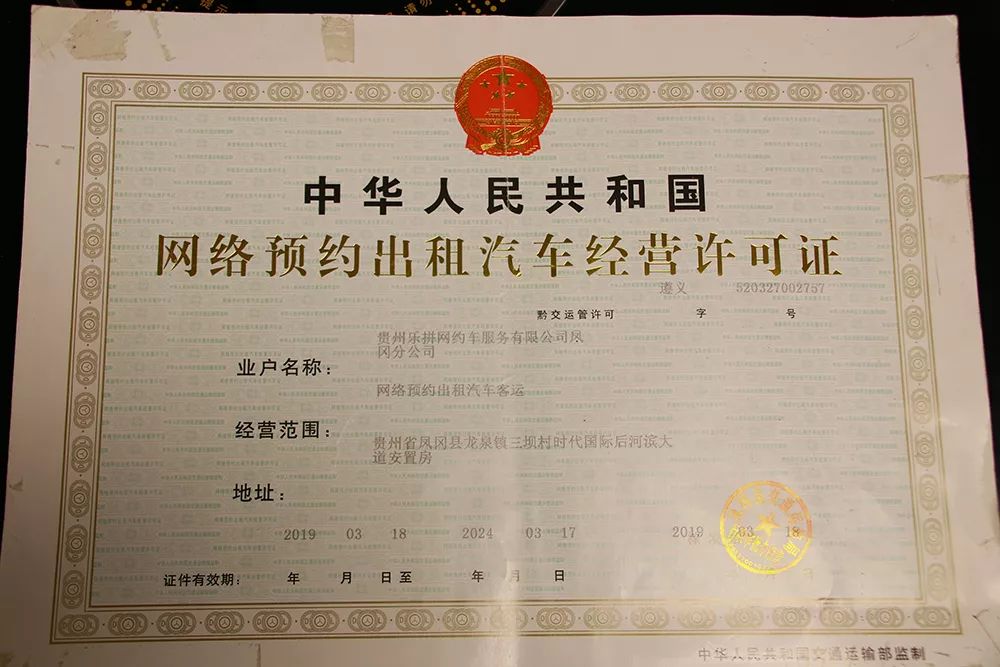 中华人民共和国
网络预约出租汽车经营许可证
遵义 520327002757
黔交运管许可 字 号
贵州乐拼网约车服务有限公司凤
冈分公司
业户名称：
网络预约出租汽车客运
经营范围：
贵州省凤冈县龙泉镇三坝村时代国际后河滨大
道安置房
地址：
2019 03 18 2024 03 17 2019 03 18
证件有效期： 年 月 日至 年 月 日
中华人民共和国交通运输部监制